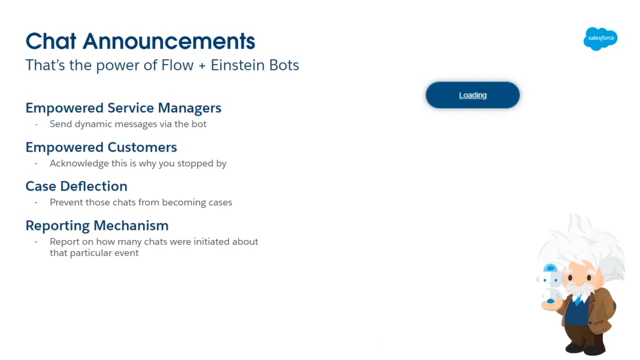 Chat Announcements
salesforce
That's the power of Flow + Einstein Bots
Loading
Empowered Service Managers
- Send dynamic messages via the bot
Empowered Customers
- Acknowledge this is why you stopped by
Case Deflection
- Prevent those chats from becoming cases
Reporting Mechanism
- Report on how many chats were initiated about
that particular event